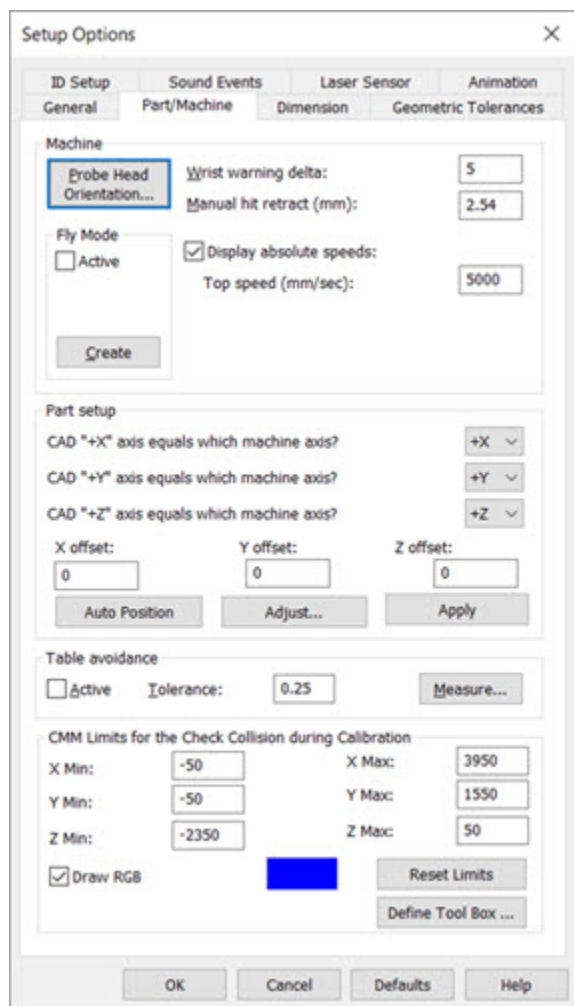 Setup Options
ID Setup Sound Events Laser Sensor Animation
General Part/Machine Dimension Geometric Tolerances
Machine
Probe Head
Orientation...
Wrist warning delta: 5
Manual hit retract (mm): 2.54
Fly Mode
Active
Display absolute speeds:
Top speed (mm/sec): 5000
Create
Part setup
CAD "+X" axis equals which machine axis? +X
CAD "+Y" axis equals which machine axis? +Y
CAD "+Z" axis equals which machine axis? +Z
X offset: Y offset: Z offset:
0 0 0
Auto Position Adjust... Apply
Table avoidance
Active Tolerance: 0.25 Measure...
CMM Limits for the Check Collision during Calibration
X Min: -50 X Max: 3950
Y Min: -50 Y Max: 1550
Z Min: -2350 Z Max: 50
Draw RGB Reset Limits
Define Tool Box ...
OK Cancel Defaults Help